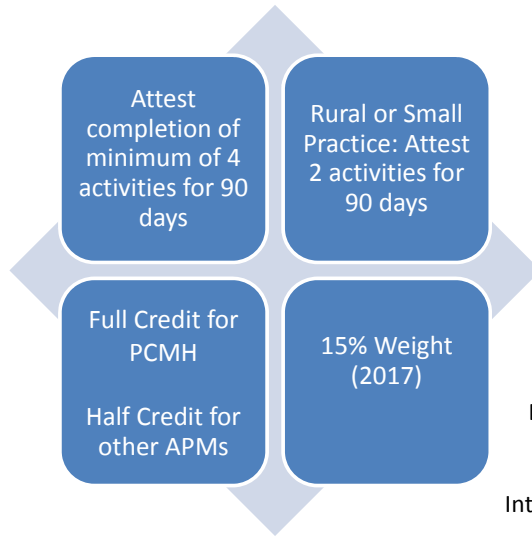 Attest
completion of
minimum of 4
activities for 90
days
Rural or Small
Practice: Attest
2 activities for
90 days
Full Credit for
PCMH
Half Credit for
other APMs
15% Weight
(2017)